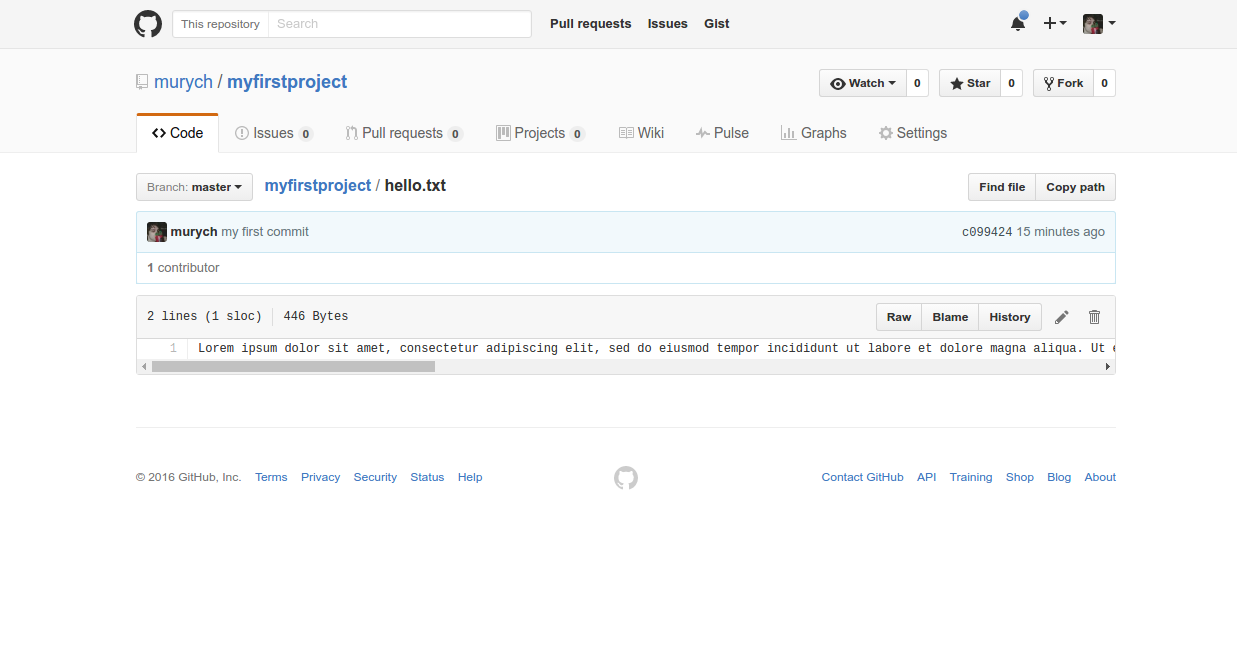 This repository Search Pull requests Issues Gist
murych / myfirstproject Watch 0 Star 0 Fork 0
Code Issues 0 Pull requests 0 Projects 0 Wiki Pulse Graphs Settings
Branch: master myfirstproject / hello.txt Find file Copy path
murych my first commit c099424 15 minutes ago
1 contributor
2 lines (1 sloc) 446 Bytes Raw Blame History
1 Lorem ipsum dolor sit amet, consectetur adipiscing elit, sed do eiusmod tempor incididunt ut labore et dolore magna aliqua. Ut
© 2016 GitHub, Inc. Terms Privacy Security Status Help Contact GitHub API Training Shop Blog About